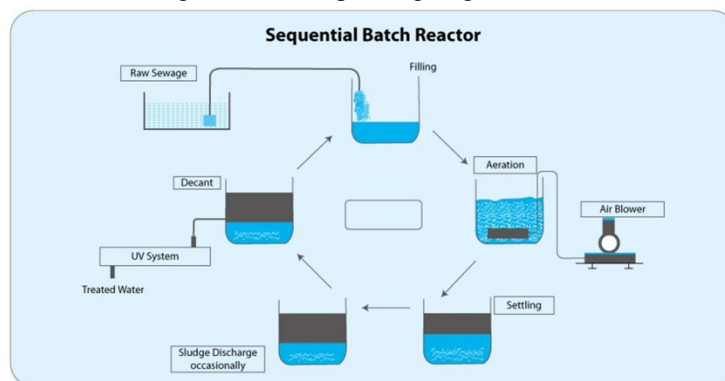 Sequential Batch Reactor
Raw Sewage
Filling
Aeration
Air Blower
Decant
UV System
Treated Water
Settling
Sludge Discharge
occasionally